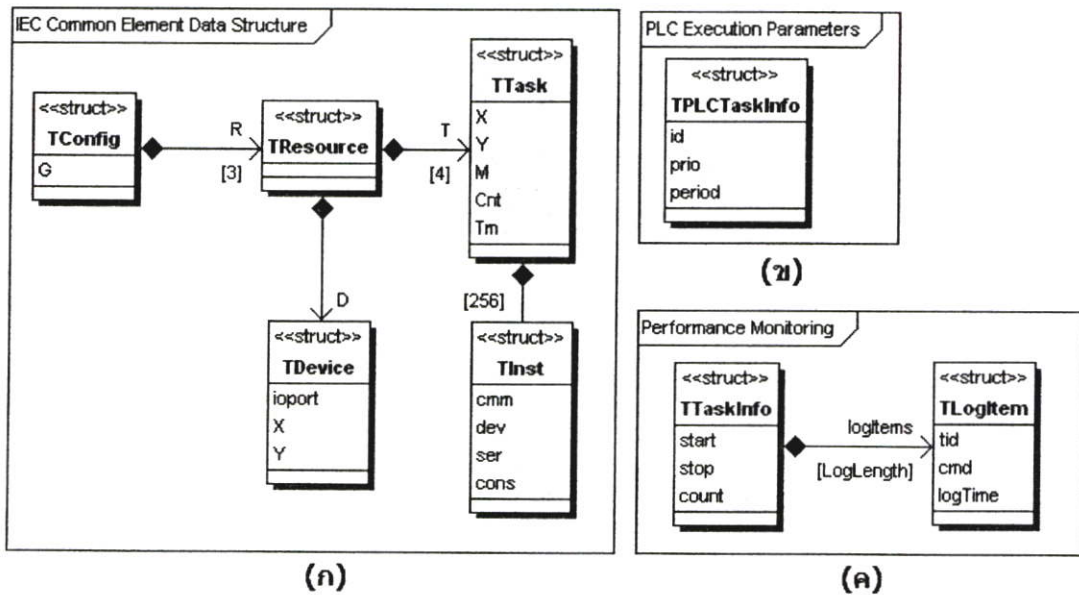 IEC Common Element Data Structure
<<struct>>
TConfig
G
R
[3]
<<struct>>
TResource
T
[4]
<<struct>>
TTask
X
Y
M
Cnt
Tm
D
<<struct>>
TDevice
ioport
X
Y
[256]
<<struct>>
TInst
cmm
dev
ser
cons
(ก)
PLC Execution Parameters
<<struct>>
TPLCTaskInfo
id
prio
period
(ข)
Performance Monitoring
<<struct>>
TTaskInfo
start
stop
count
logItems
[LogLength]
<<struct>>
TLogItem
tid
cmd
logTime
(ค)